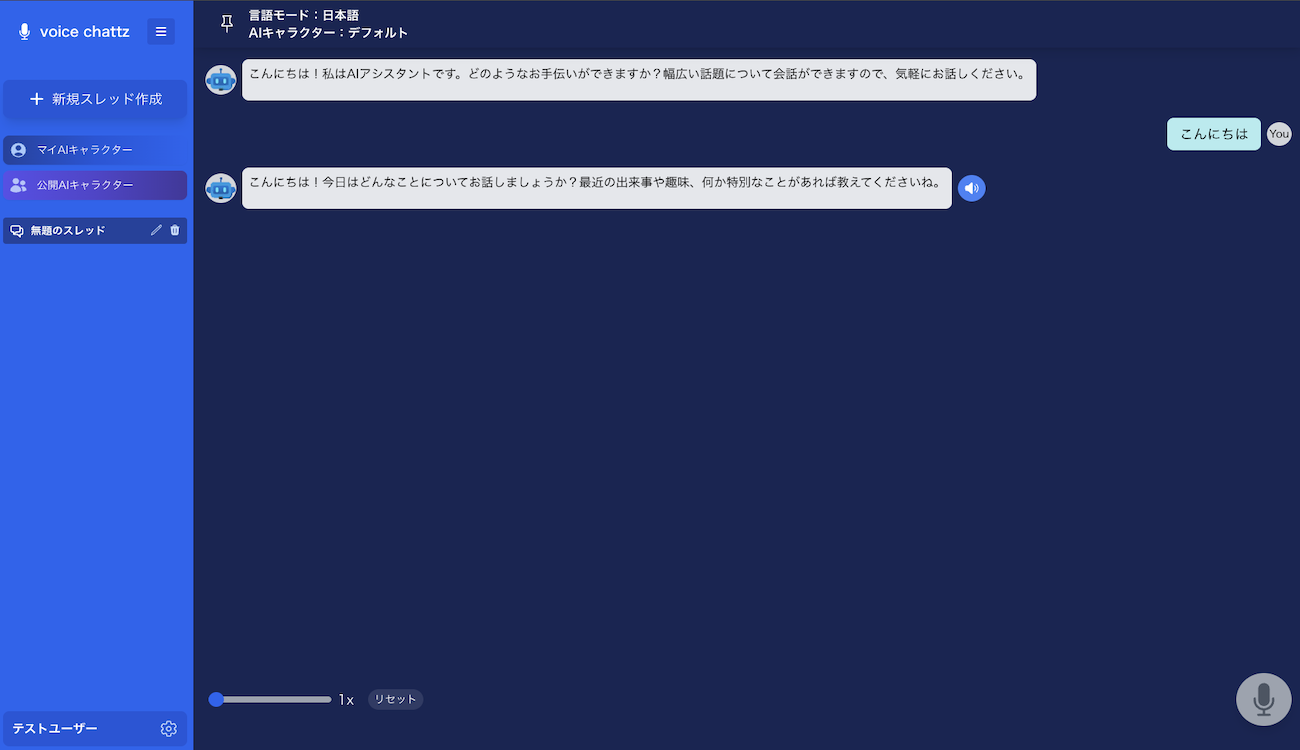 voice chattz
新規スレッド作成
マイAIキャラクター
公開AIキャラクター
無題のスレッド
テストユーザー
言語モード：日本語
AIキャラクター：デフォルト
こんにちは！私はAIアシスタントです。どのようなお手伝いができますか？幅広い話題について会話ができますので、気軽にお話しください。
こんにちは
You
こんにちは！今日はどんなことについてお話しましょうか？最近の出来事や趣味、何か特別なことがあれば教えてくださいね。
1x
リセット